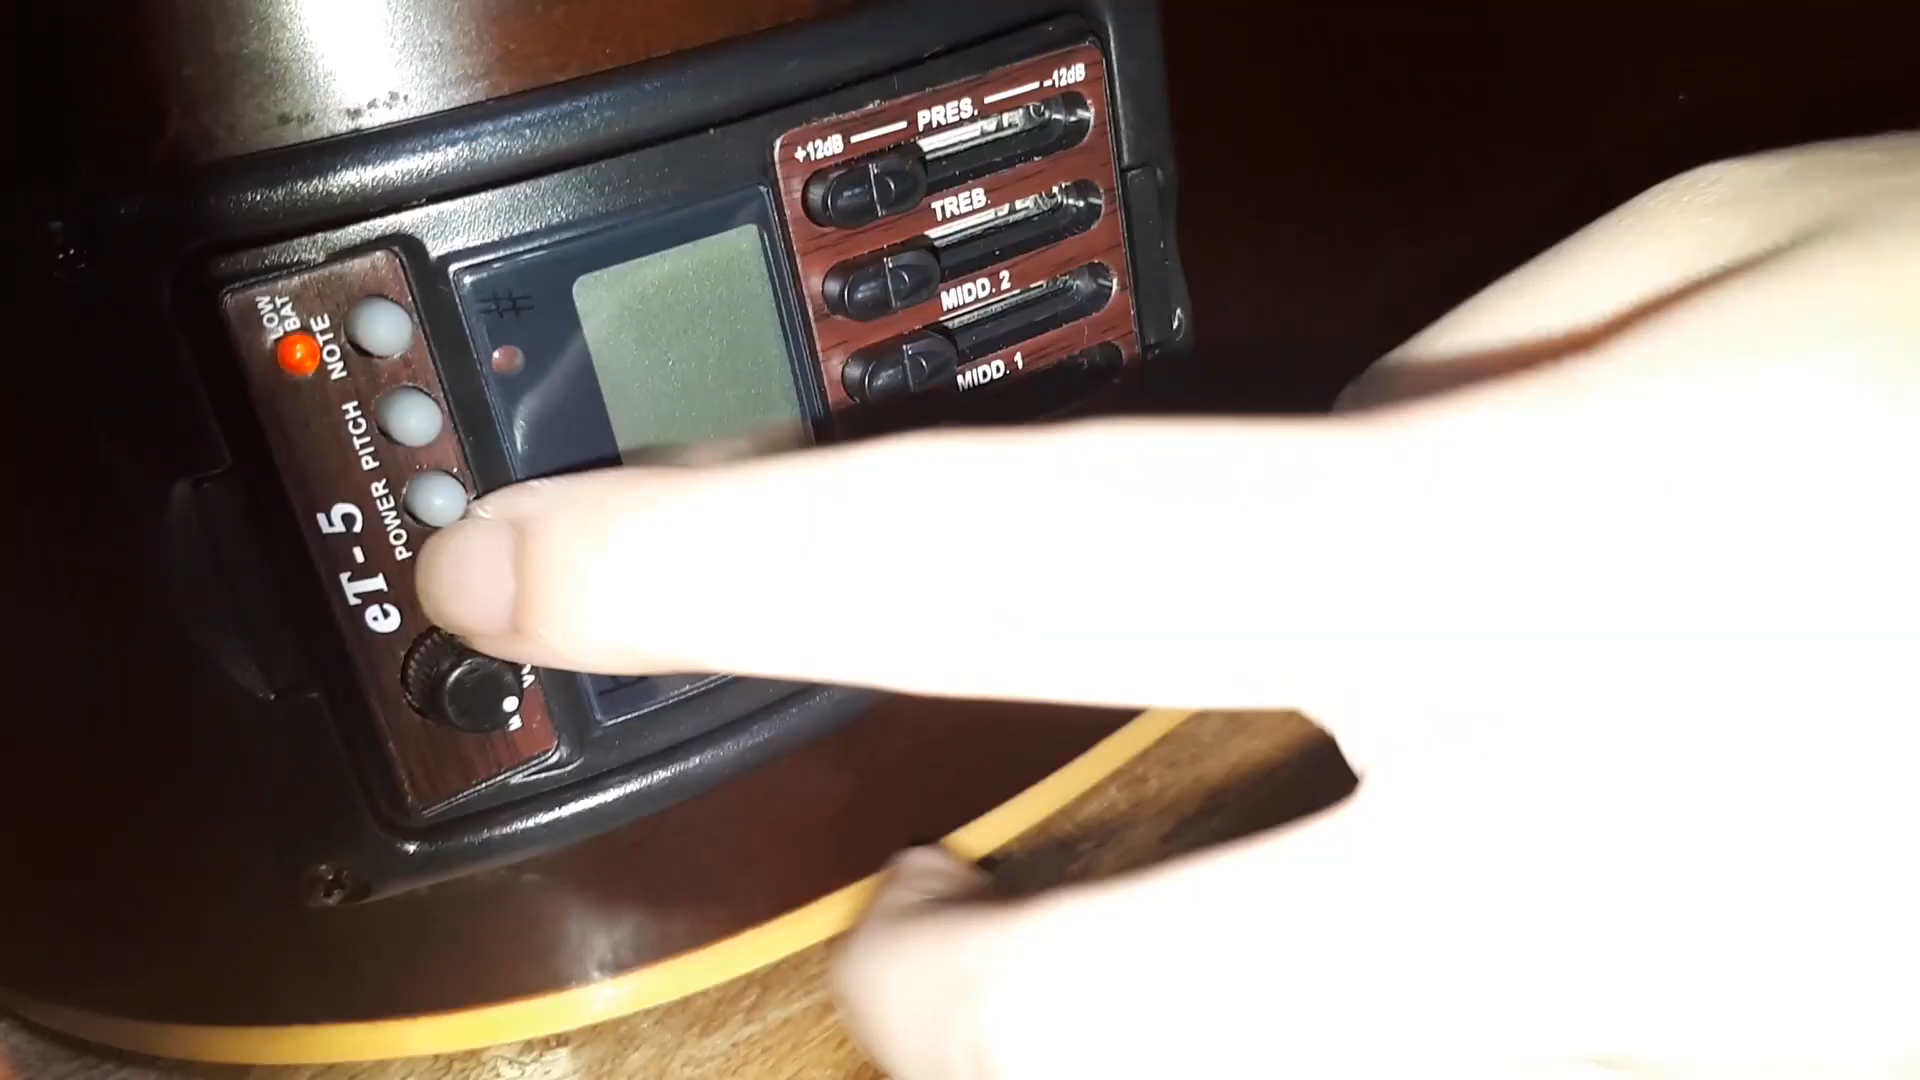 +12dB — PRES. — -12dB
TREB.
MIDD. 2
MIDD. 1
LOW
BAT
NOTE
PITCH
POWER
eT-5
#